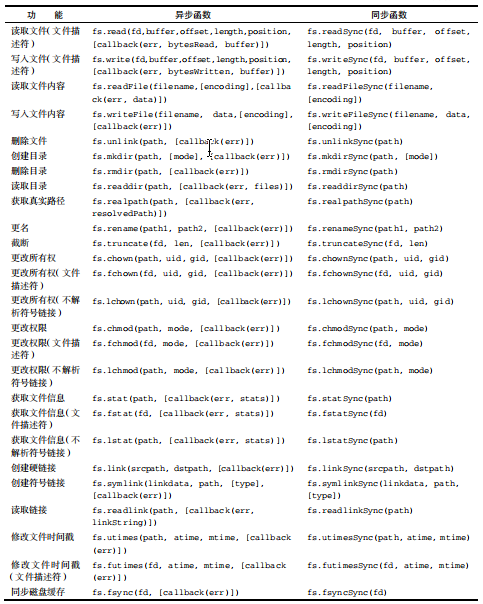 功 能 异步函数 同步函数
读取文件(文件描 fs.read(fd,buffer,offset,length,position, fs.readSync(fd, buffer, offset,
述符) [callback(err, bytesRead, buffer)]) length, position)
写入文件(文件描 fs.write(fd,buffer,offset,length,position, fs.writeSync(fd, buffer, offset,
述符) [callback(err, bytesWritten, buffer)]) length, position)
读取文件内容 fs.readFile(filename,[encoding],[callba fs.readFileSync(filename,
ck(err, data)]) [encoding])
写入文件内容 fs.writeFile(filename, data,[encoding], fs.writeFileSync(filename, data,
[callback(err)]) [encoding])
删除文件 fs.unlink(path, [callback(err)]) fs.unlinkSync(path)
创建目录 fs.mkdir(path, [mode], [callback(err)]) fs.mkdirSync(path, [mode])
删除目录 fs.rmdir(path, [callback(err)]) fs.rmdirSync(path)
读取目录 fs.readdir(path, [callback(err, files)]) fs.readdirSync(path)
获取真实路径 fs.realpath(path, [callback(err, fs.realpathSync(path)
resolvedPath)])
更名 fs.rename(path1, path2, [callback(err)]) fs.renameSync(path1, path2)
截断 fs.truncate(fd, len, [callback(err)]) fs.truncateSync(fd, len)
更改所有权 fs.chown(path, uid, gid, [callback(err)]) fs.chownSync(path, uid, gid)
更改所有权(文件 fs.fchown(fd, uid, gid, [callback(err)]) fs.fchownSync(fd, uid, gid)
描述符)
更改所有权(不解 fs.lchown(path, uid, gid, [callback(err)]) fs.lchownSync(path, uid, gid)
析符号链接)
更改权限 fs.chmod(path, mode, [callback(err)]) fs.chmodSync(path, mode)
更改权限(文件描 fs.fchmod(fd, mode, [callback(err)]) fs.fchmodSync(fd, mode)
述符)
更改权限(不解析 fs.lchmod(path, mode, [callback(err)]) fs.lchmodSync(path, mode)
符号链接)
获取文件信息 fs.stat(path, [callback(err, stats)]) fs.statSync(path)
获取文件信息(文 fs.fstat(fd, [callback(err, stats)]) fs.fstatSync(fd)
件描述符)
获取文件信息(不 fs.lstat(path, [callback(err, stats)]) fs.lstatSync(path)
解析符号链接)
创建硬链接 fs.link(srcpath, dstpath, [callback(err)]) fs.linkSync(srcpath, dstpath)
创建符号链接 fs.symlink(linkdata, path, [type], fs.symlinkSync(linkdata, path,
[callback(err)]) [type])
读取链接 fs.readlink(path, [callback(err, fs.readlinkSync(path)
linkString)])
修改文件时间戳 fs.utimes(path, atime, mtime, [callback fs.utimesSync(path, atime, mtime)
(err)])
修改文件时间戳 fs.futimes(fd, atime, mtime, [callback fs.futimesSync(fd, atime, mtime)
(文件描述符) (err)])
同步磁盘缓存 fs.fsync(fd, [callback(err)]) fs.fsyncSync(fd)